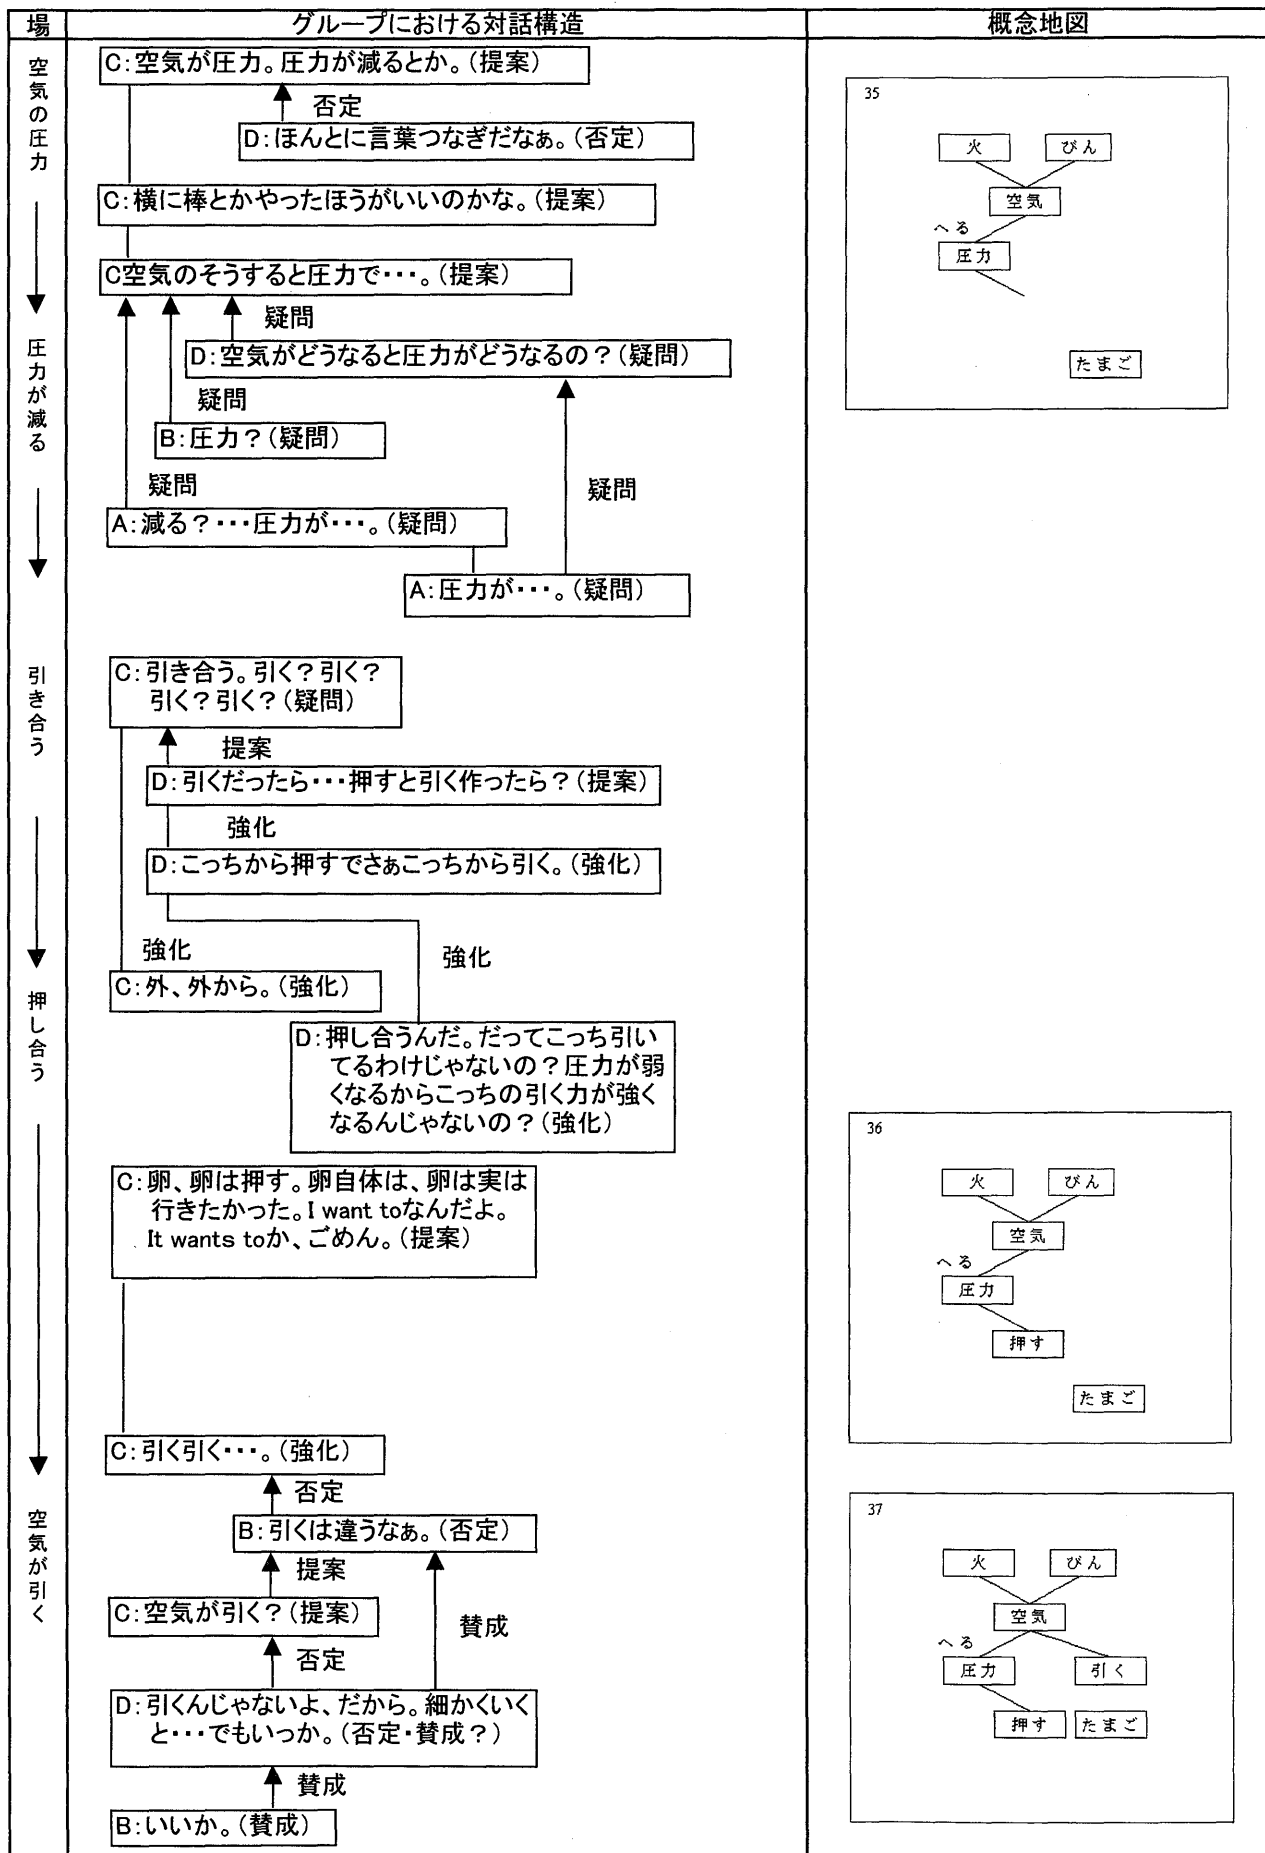 場
グループにおける対話構造
概念地図
空気の圧力
C:空気が圧力。圧力が減るとか。(提案)
否定
D:ほんとに言葉つなぎだなぁ。(否定)
C:横に棒とかやったほうがいいのかな。(提案)
C空気のそうすると圧力で・・・。(提案)
疑問
圧力が減る
D:空気がどうなると圧力がどうなるの?(疑問)
疑問
B:圧力?(疑問)
疑問
疑問
A:減る?・・・圧力が・・・。(疑問)
A:圧力が・・・。(疑問)
35
火
びん
空気
へる
圧力
たまご
引き合う
C:引き合う。引く?引く?
引く?引く?(疑問)
提案
D:引くだったら・・・押すと引く作ったら?(提案)
強化
D:こっちから押すでさぁこっちから引く。(強化)
強化
強化
C:外、外から。(強化)
押し合う
D:押し合うんだ。だってこっち引い
てるわけじゃないの?圧力が弱
くなるからこっちの引く力が強く
なるんじゃないの?(強化)
C:卵、卵は押す。卵自体は、卵は実は
行きたかった。I want toなんだよ。
It wants toか、ごめん。(提案)
36
火
びん
空気
へる
圧力
押す
たまご
C:引く引く・・・。(強化)
否定
空気が引く
B:引くは違うなぁ。(否定)
提案
C:空気が引く?(提案)
賛成
否定
D:引くんじゃないよ、だから。細かくいく
と・・・でもいっか。(否定・賛成?)
賛成
B:いいか。(賛成)
37
火
びん
空気
へる
圧力
引く
押す
たまご